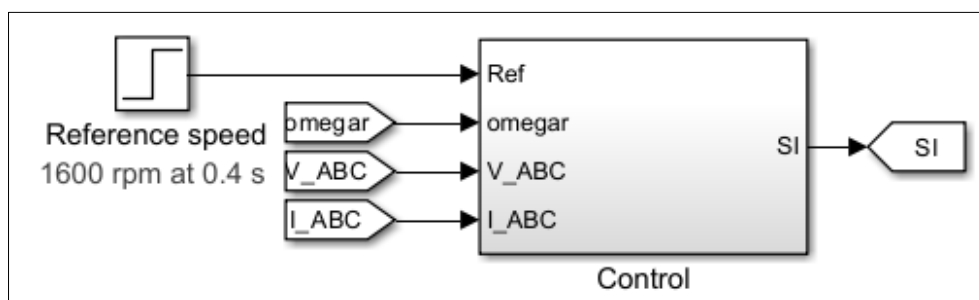 Ref
Reference speed
1600 rpm at 0.4 s
omegar
omegar
V_ABC
V_ABC
I_ABC
I_ABC
SI
SI
Control